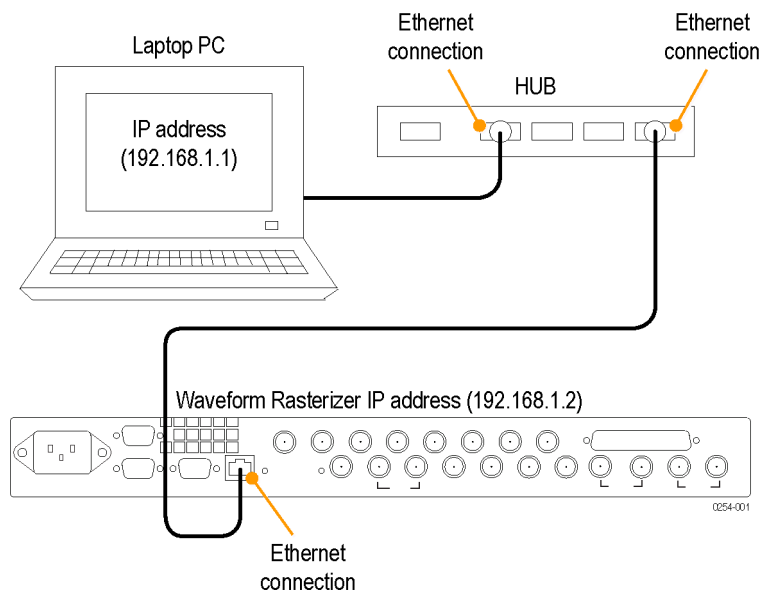 Laptop PC
Ethernet
connection
Ethernet
connection
HUB
IP address
(192.168.1.1)
Waveform Rasterizer IP address (192.168.1.2)
0254-001
Ethernet
connection